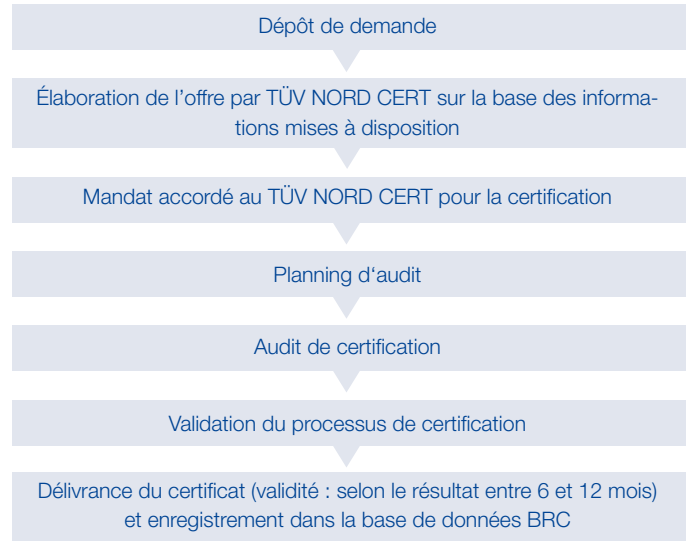 Dépôt de demande
Élaboration de l’offre par TÜV NORD CERT sur la base des informa-
tions mises à disposition
Mandat accordé au TÜV NORD CERT pour la certification
Planning d‘audit
Audit de certification
Validation du processus de certification
Délivrance du certificat (validité : selon le résultat entre 6 et 12 mois)
et enregistrement dans la base de données BRC